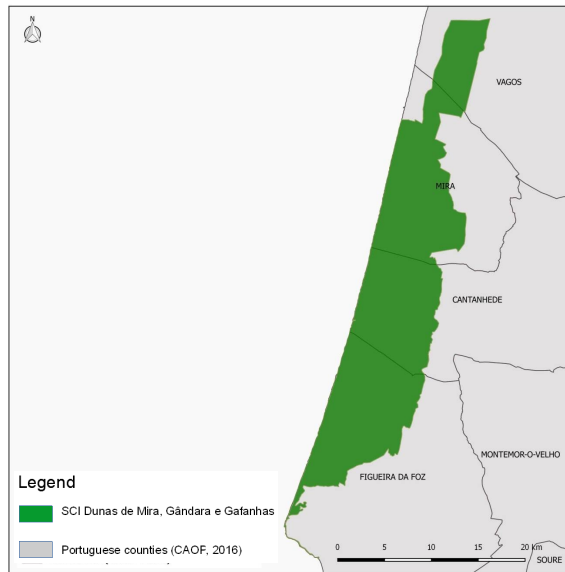 N
VAGOS
MIRA
CANTANHEDE
MONTEMOR-O-VELHO
FIGUEIRA DA FOZ
Legend
SCI Dunas de Mira, Gândara e Gafanhas
Portuguese counties (CAOF, 2016)
0 5 10 15 20 km
SOURE